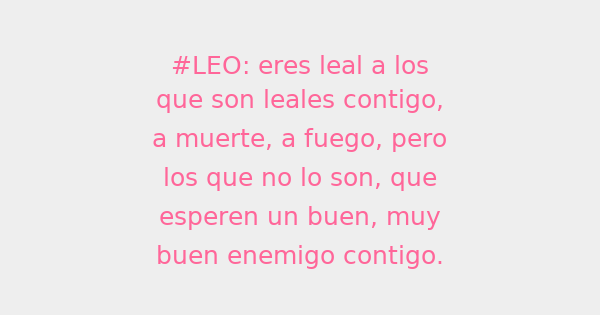 #LEO: eres leal a los
que son leales contigo,
a muerte, a fuego, pero
los que no lo son, que
esperen un buen, muy
buen enemigo contigo.